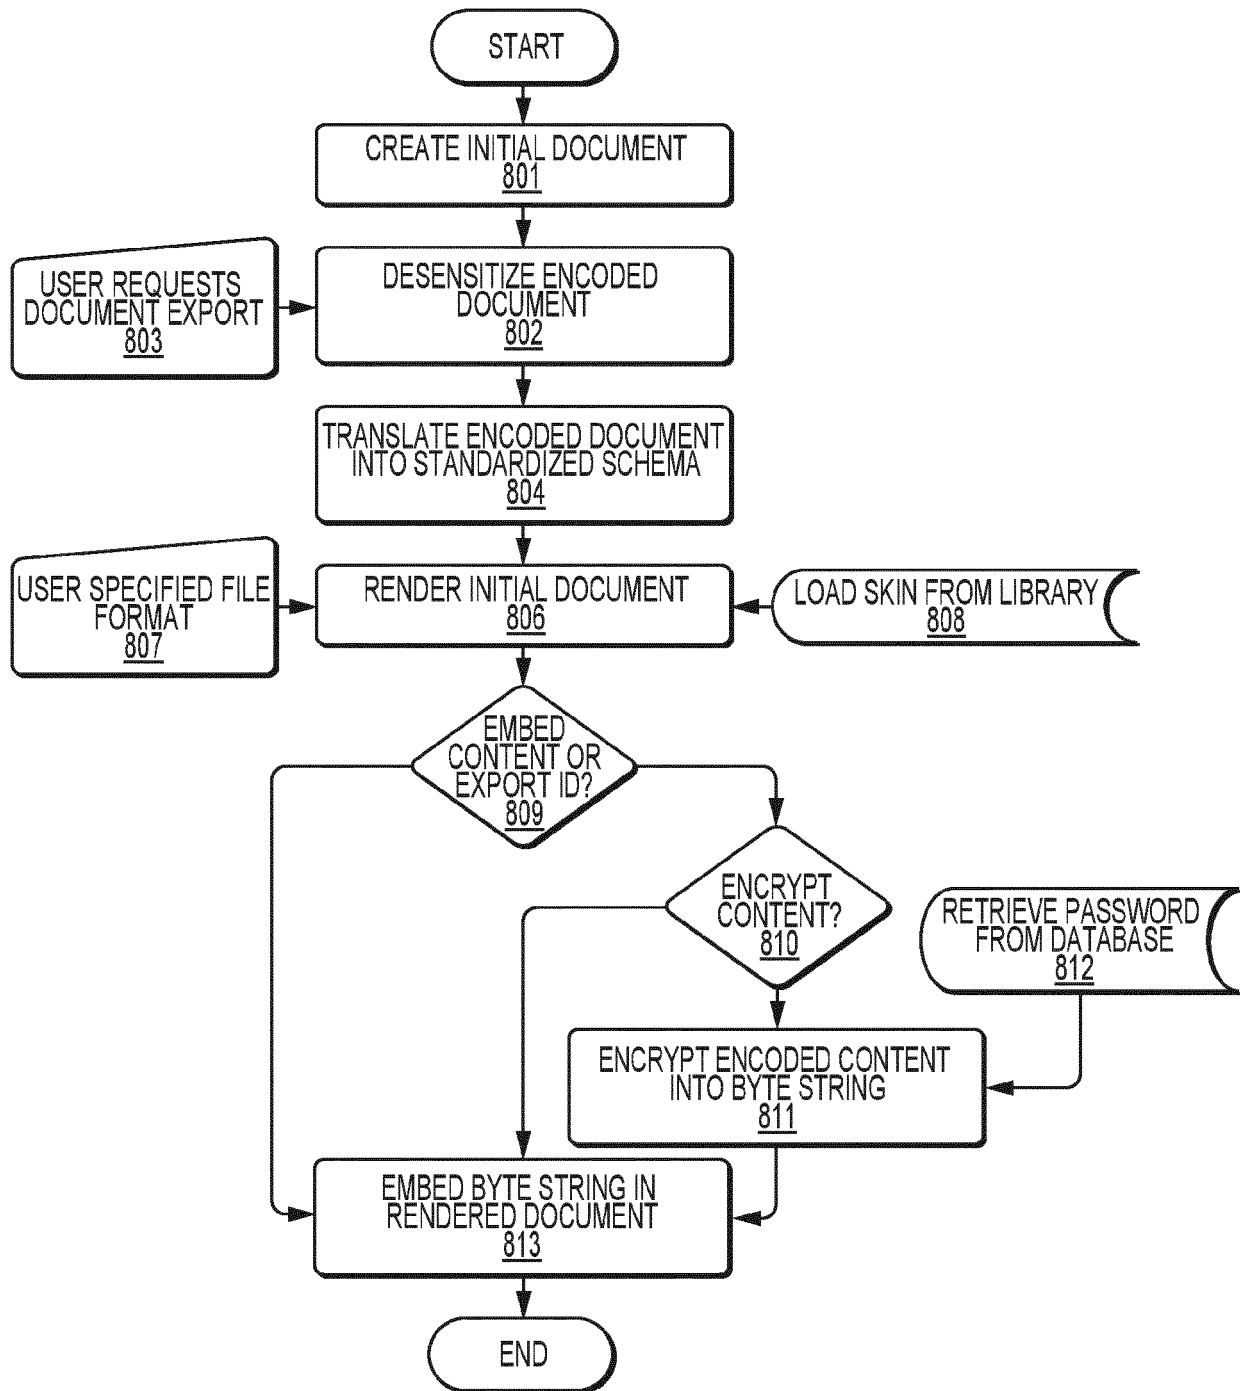 START
CREATE INITIAL DOCUMENT
801
USER REQUESTS
DOCUMENT EXPORT
803
DESENSITIZE ENCODED
DOCUMENT
802
TRANSLATE ENCODED DOCUMENT
INTO STANDARDIZED SCHEMA
804
USER SPECIFIED FILE
FORMAT
807
RENDER INITIAL DOCUMENT
806
LOAD SKIN FROM LIBRARY
808
EMBED
CONTENT OR
EXPORT ID?
809
ENCRYPT
CONTENT?
810
RETRIEVE PASSWORD
FROM DATABASE
812
ENCRYPT ENCODED CONTENT
INTO BYTE STRING
811
EMBED BYTE STRING IN
RENDERED DOCUMENT
813
END